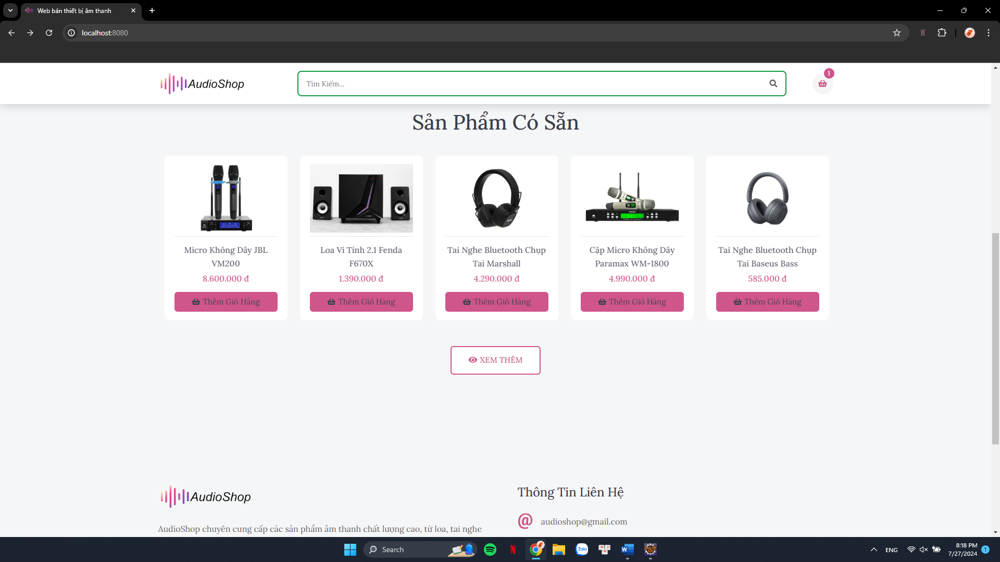 Web bán thiết bị âm thanh
localhost:8080
AudioShop
Tìm Kiếm...
1
Sản Phẩm Có Sẵn
Micro Không Dây JBL
VM200
8.600.000 đ
Thêm Giỏ Hàng
Loa Vi Tính 2.1 Fenda
F670X
1.390.000 đ
Thêm Giỏ Hàng
Tai Nghe Bluetooth Chụp
Tai Marshall
4.290.000 đ
Thêm Giỏ Hàng
Cặp Micro Không Dây
Paramax WM-1800
4.990.000 đ
Thêm Giỏ Hàng
Tai Nghe Bluetooth Chụp
Tai Baseus Bass
585.000 đ
Thêm Giỏ Hàng
XEM THÊM
AudioShop
AudioShop chuyên cung cấp các sản phẩm âm thanh chất lượng cao, từ loa, tai nghe
Thông Tin Liên Hệ
@ audioshop@gmail.com
Search
Zalo
W
ENG
8:18 PM
7/27/2024
1